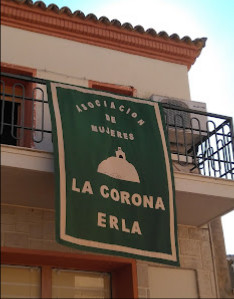 ASOCIACION
DE
MUJERES
LA CORONA
ERLA